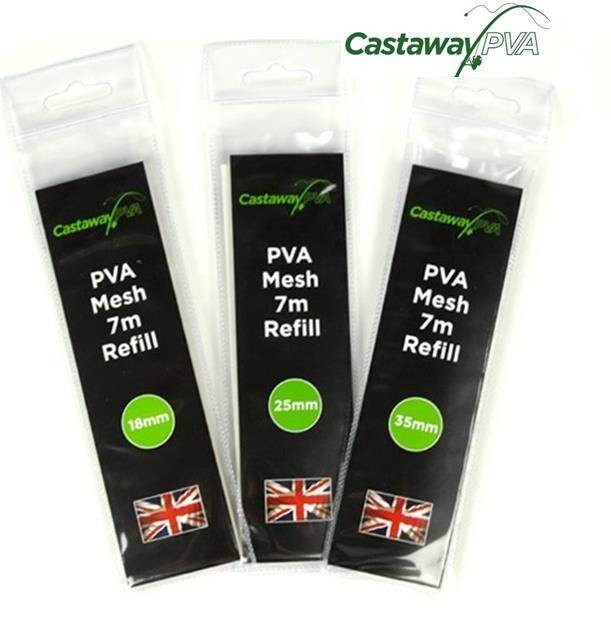 CastawayPVA
CastawayPVA
PVA
Mesh
7m
Refill
18mm
CastawayPVA
PVA
Mesh
7m
Refill
25mm
CastawayPVA
PVA
Mesh
7m
Refill
35mm